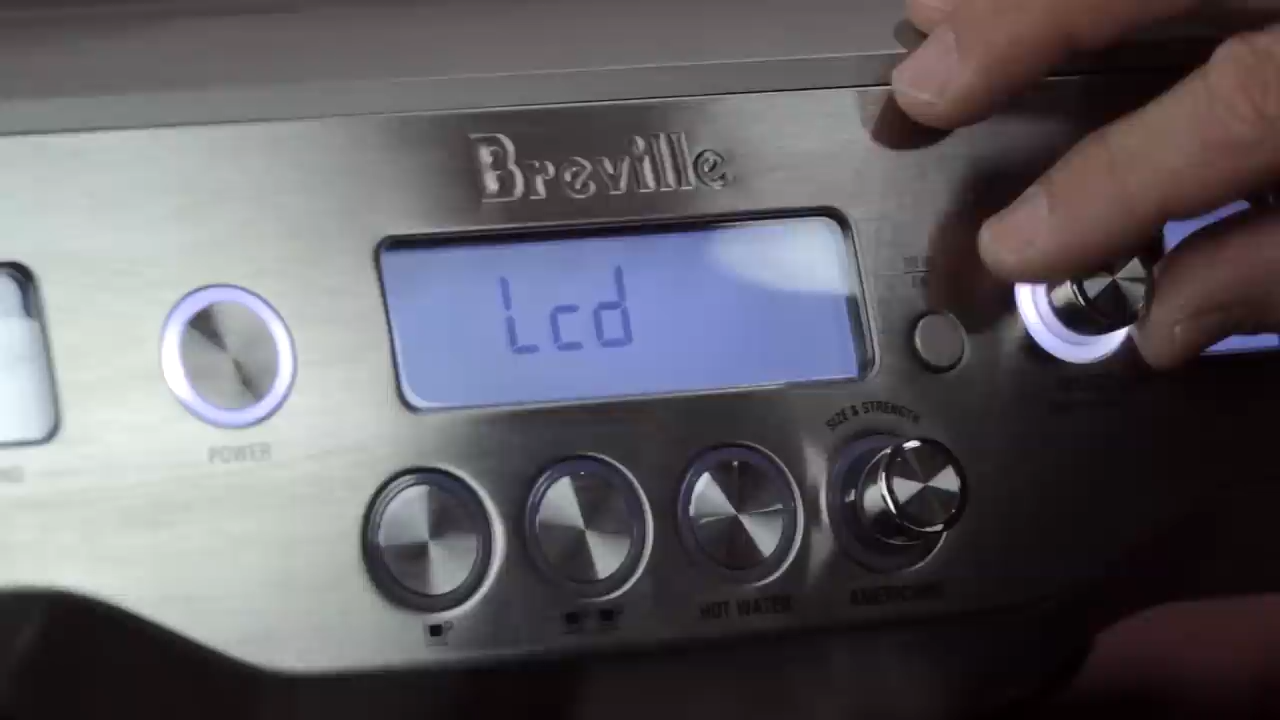 Breville
Lcd
POWER
SIZE & STRENGTH
HOT WATER
AMERICANO